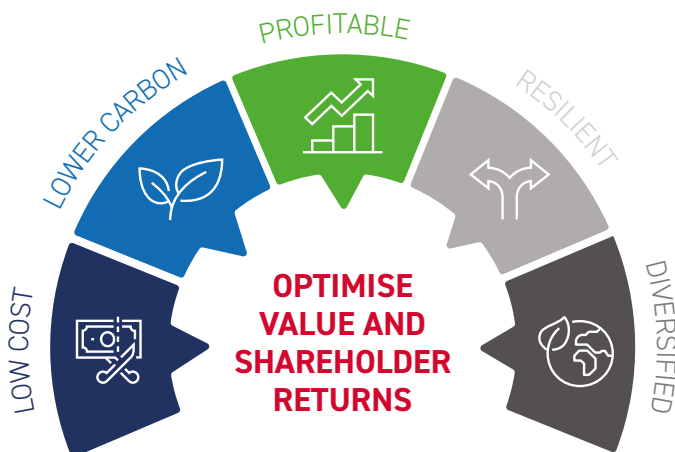 LOW COST
LOWER CARBON
PROFITABLE
RESILIENT
DIVERSIFIED
OPTIMISE
VALUE AND
SHAREHOLDER
RETURNS